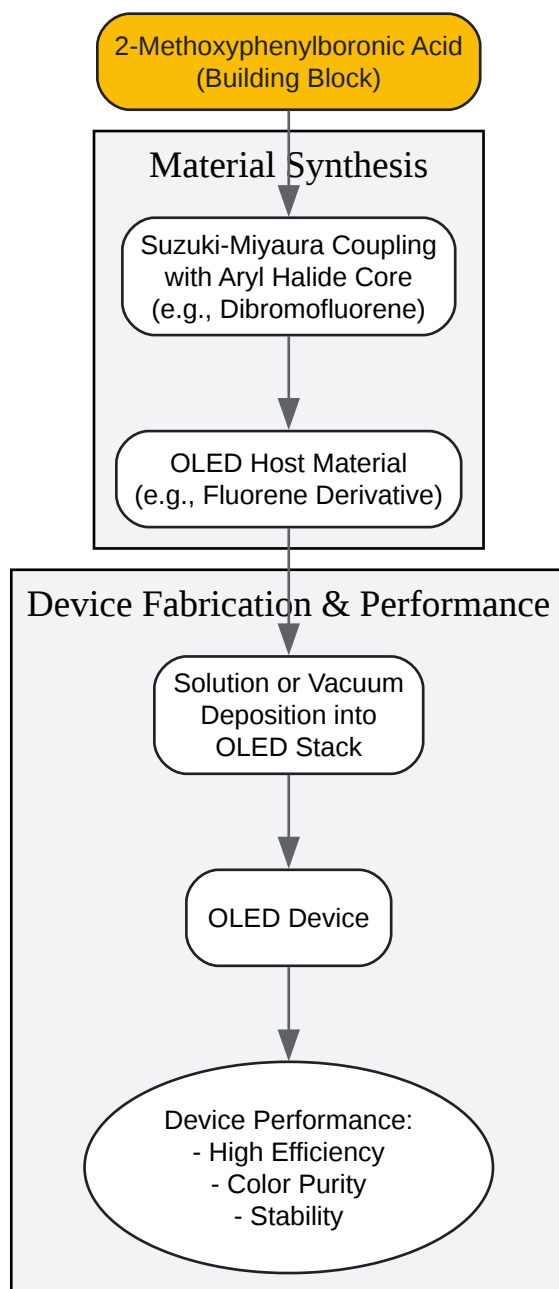 2-Methoxyphenylboronic Acid
(Building Block)
Material Synthesis
Suzuki-Miyaura Coupling
with Aryl Halide Core
(e.g., Dibromofluorene)
OLED Host Material
(e.g., Fluorene Derivative)
Device Fabrication & Performance
Solution or Vacuum
Deposition into
OLED Stack
OLED Device
Device Performance:
- High Efficiency
- Color Purity
- Stability